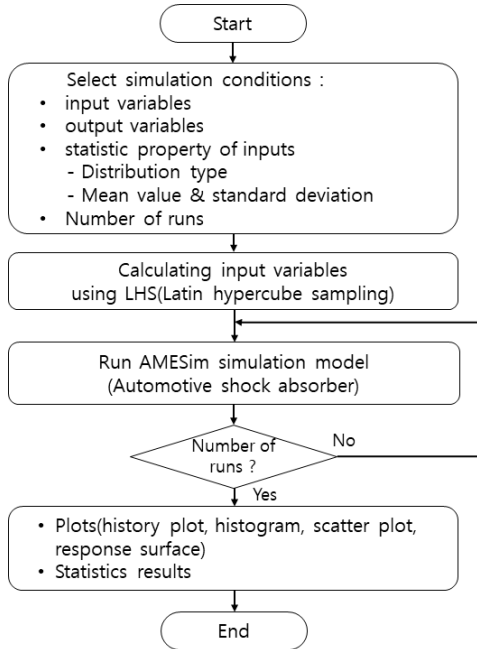 Start
Select simulation conditions :
• input variables
• output variables
• statistic property of inputs
- Distribution type
- Mean value & standard deviation
• Number of runs
Calculating input variables
using LHS(Latin hypercube sampling)
Run AMESim simulation model
(Automotive shock absorber)
Number of
runs ?
No
Yes
• Plots(history plot, histogram, scatter plot,
response surface)
• Statistics results
End